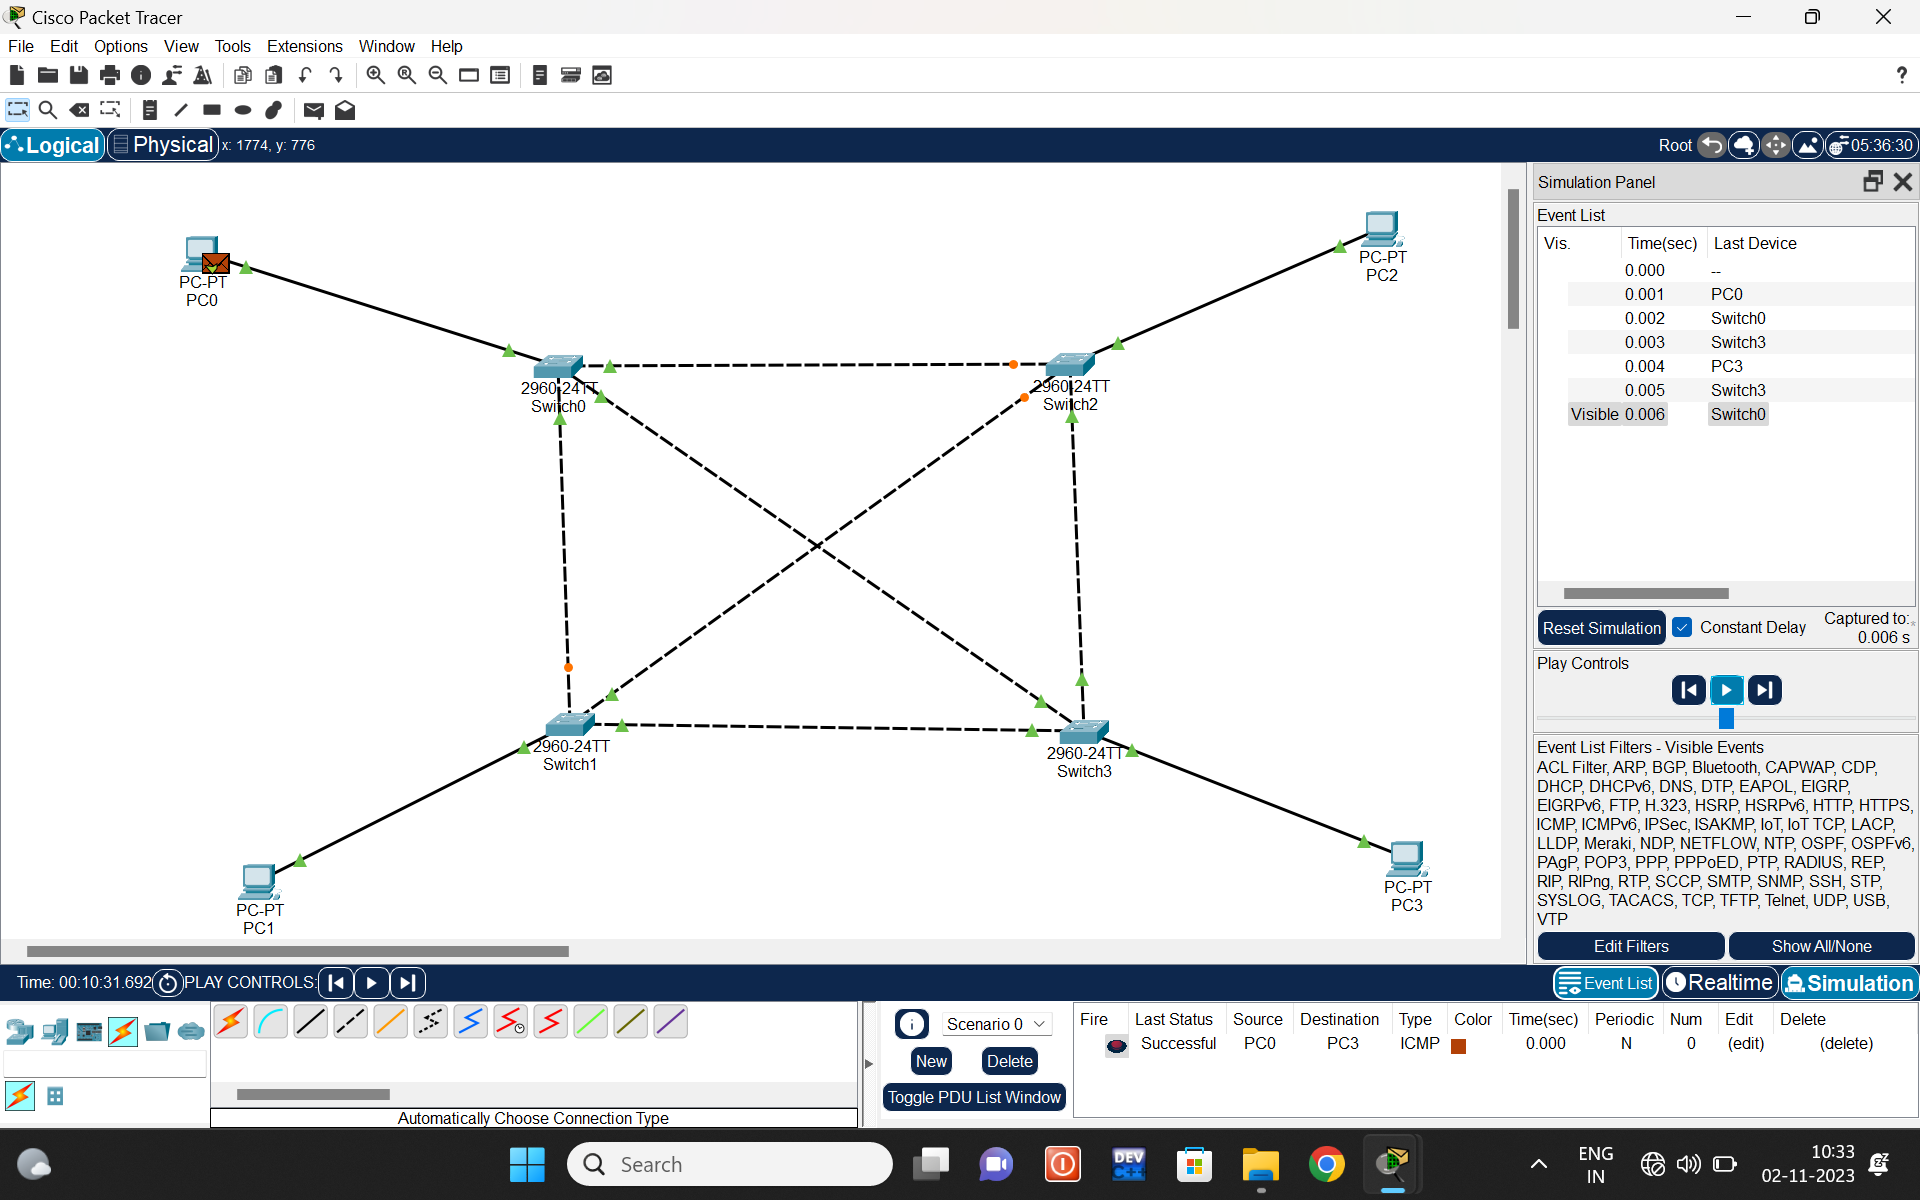 Cisco Packet Tracer
File Edit Options View Tools Extensions Window Help
?
Logical Physical x: 1774, y: 776 Root 05:36:30
Simulation Panel
Event List
Vis. Time(sec) Last Device
0.000 --
0.001 PC0
0.002 Switch0
0.003 Switch3
0.004 PC3
0.005 Switch3
Visible 0.006 Switch0
PC-PT
PC0
PC-PT
PC2
2960-24TT
Switch0
2960-24TT
Switch2
2960-24TT
Switch1
2960-24TT
Switch3
PC-PT
PC1
PC-PT
PC3
Reset Simulation Constant Delay Captured to:*
0.006 s
Play Controls
Event List Filters - Visible Events
ACL Filter, ARP, BGP, Bluetooth, CAPWAP, CDP,
DHCP, DHCPv6, DNS, DTP, EAPOL, EIGRP,
EIGRPv6, FTP, H.323, HSRP, HSRPv6, HTTP, HTTPS,
ICMP, ICMPv6, IPSec, ISAKMP, IoT, IoT TCP, LACP,
LLDP, Meraki, NDP, NETFLOW, NTP, OSPF, OSPFv6,
PAgP, POP3, PPP, PPPoED, PTP, RADIUS, REP,
RIP, RIPng, RTP, SCCP, SMTP, SNMP, SSH, STP,
SYSLOG, TACACS, TCP, TFTP, Telnet, UDP, USB,
VTP
Edit Filters Show All/None
Time: 00:10:31.692 PLAY CONTROLS: Event List Realtime Simulation
Automatically Choose Connection Type
Scenario 0
New Delete
Toggle PDU List Window
Fire Last Status Source Destination Type Color Time(sec) Periodic Num Edit Delete
Successful PC0 PC3 ICMP 0.000 N 0 (edit) (delete)
Search
DEV
C++
ENG
IN
10:33
02-11-2023